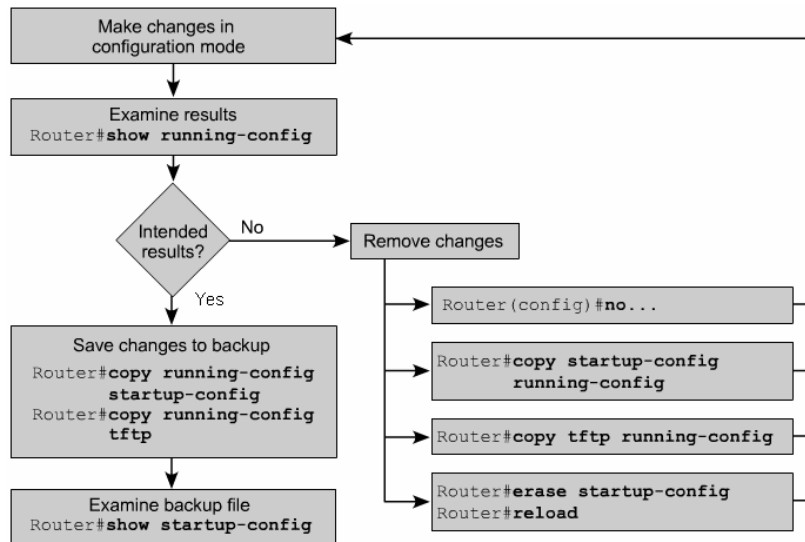 Make changes in
configuration mode
Examine results
Router#show running-config
Intended
results?
No
Yes
Remove changes
Router(config)#no...
Router#copy startup-config
running-config
Router#copy tftp running-config
Router#erase startup-config
Router#reload
Save changes to backup
Router#copy running-config
startup-config
Router#copy running-config
tftp
Examine backup file
Router#show startup-config